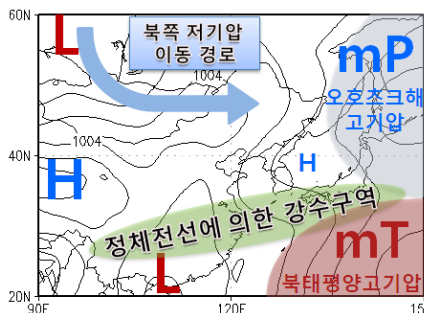 60N
L
북쪽 저기압
이동 경로
1004
mP
오호츠크해
고기압
1004
40N
H
H
정체전선에 의한 강수구역
mT
북태평양고기압
L
20N
90E
120E
15